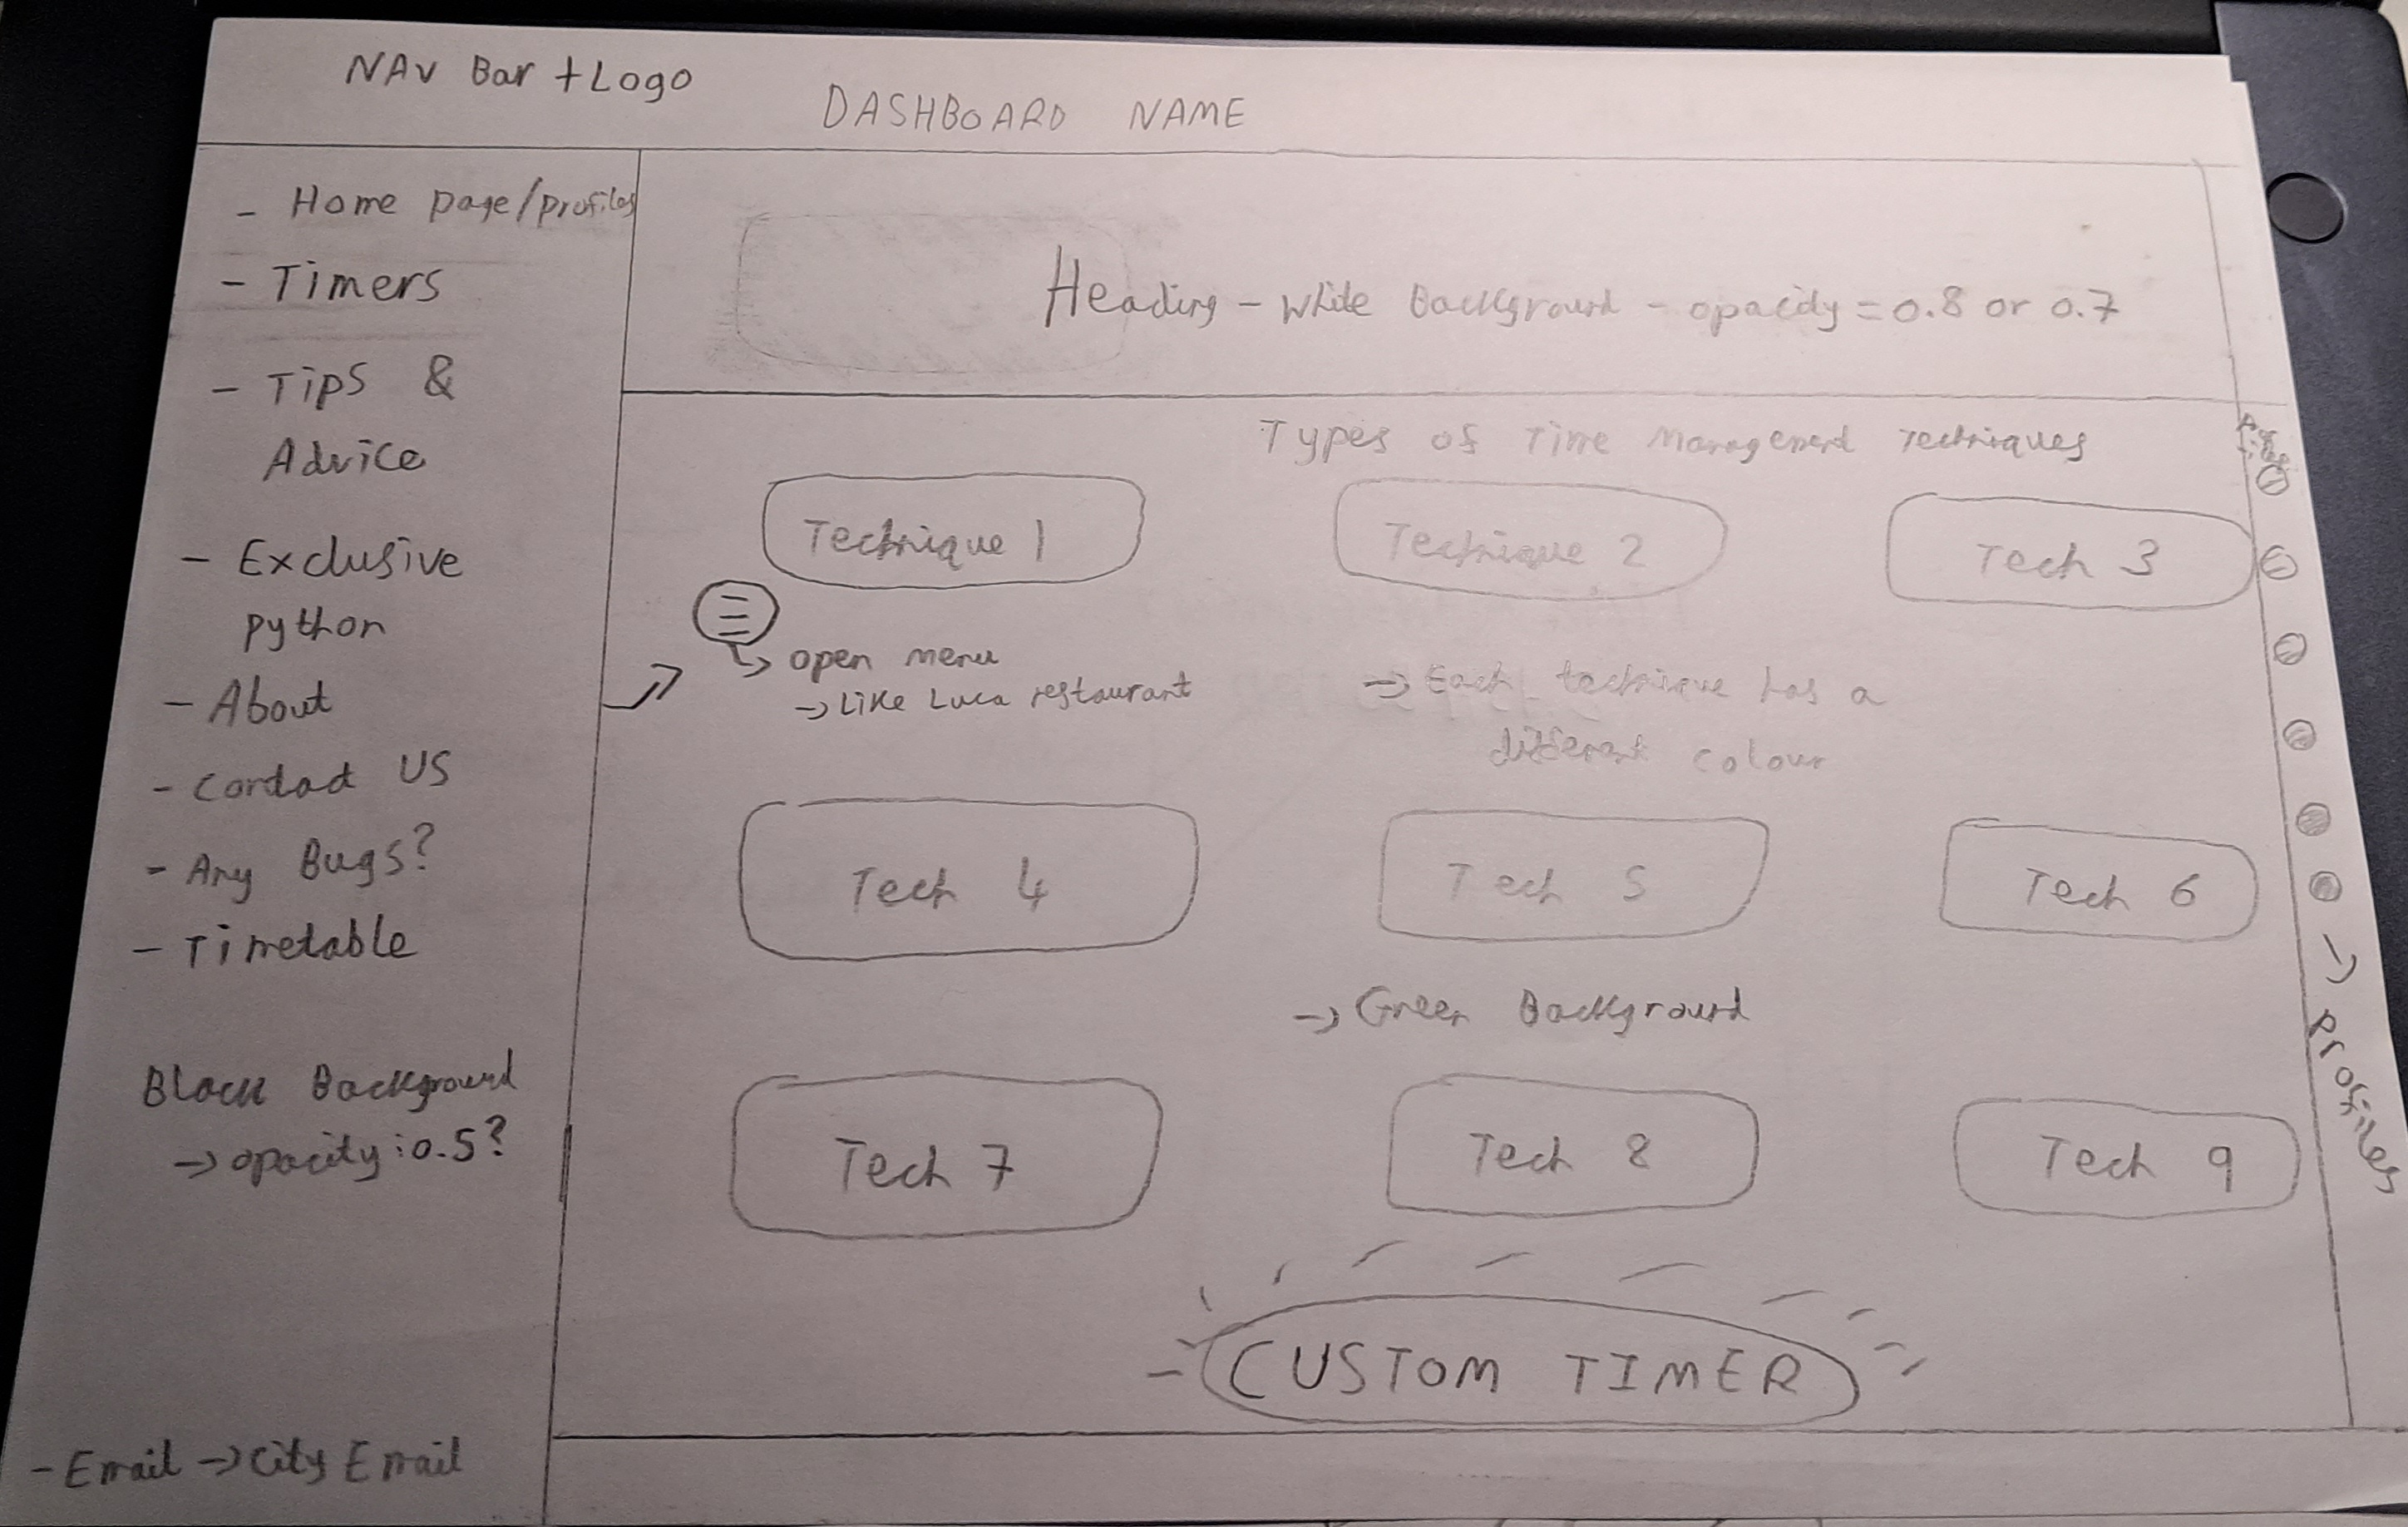 NAV Bar + Logo
DASHBOARD NAME
- Home page/profiles
- Timers
- Tips &
Advice
- Exclusive
python
- About
- Contact US
- Any Bugs?
- Timetable
Black Background
→ opacity : 0.5?
- Email → City Email
Heading - White Background - opacity = 0.8 or 0.7
Types of Time Management Techniques
Technique 1
Technique 2
Tech 3
→ open menu
→ Like Luca restaurant
→ Each technique has a
different colour
Tech 4
Tech 5
Tech 6
→ Green Background
Tech 7
Tech 8
Tech 9
CUSTOM TIMER
→ Profiles